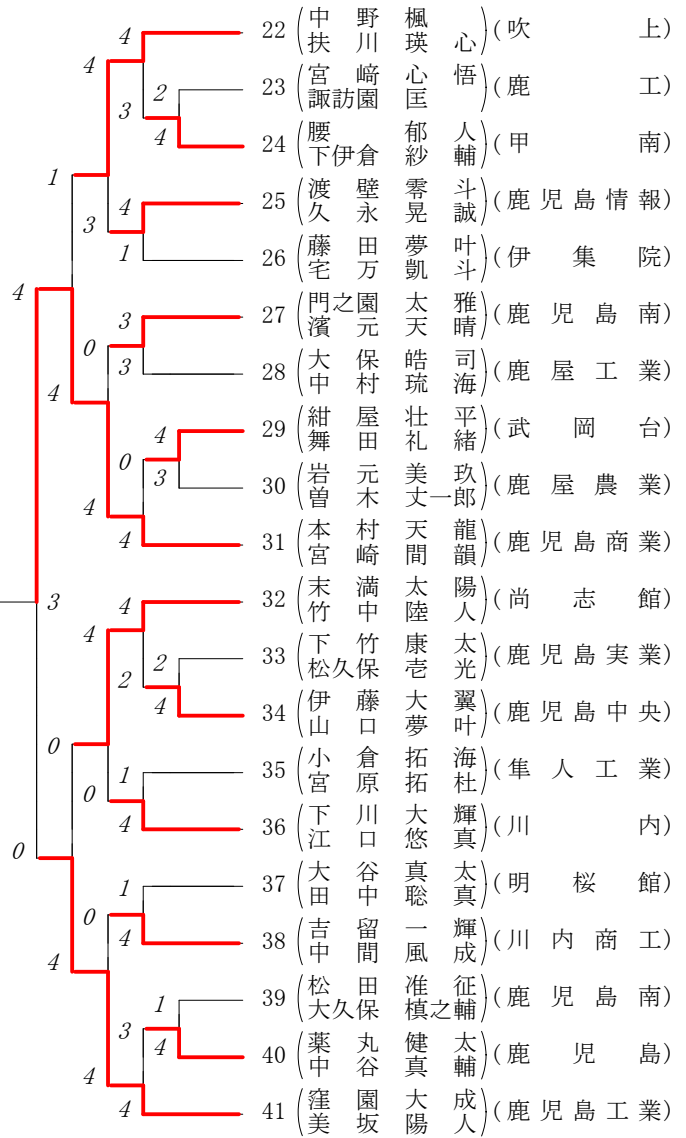 4 22 中野楓 扶川瑛心 (吹上)
4
2 23 宮﨑心悟 諏訪園匡 (鹿工)
3
4 24 腰郁人 下伊倉紗輔 (甲南)
1
4 25 渡壁零斗 久永晃誠 (鹿児島情報)
3
1 26 藤田夢叶 宅万凱斗 (伊集院)
4
3 27 門之園太雅 濱元天晴 (鹿児島南)
0
3 28 大保皓司 中村琉海 (鹿屋工業)
4
4 29 紺屋壮平 舞田礼緒 (武岡台)
0
3 30 岩元美玖 曽木丈一郎 (鹿屋農業)
4
4 31 本村天龍 宮崎間韻 (鹿児島商業)
3
4 32 末満太陽 竹中陸人 (尚志館)
4
2 33 下竹康太 松久保壱光 (鹿児島実業)
2
4 34 伊藤大翼 山口夢叶 (鹿児島中央)
0
1 35 小倉拓海 宮原拓杜 (隼人工業)
0
4 36 下川大輝 江口悠真 (川内)
0
1 37 大谷真太 田中聡真 (明桜館)
0
4 38 吉留一輝 中間風成 (川内商工)
4
1 39 松田准征 大久保槙之輔 (鹿児島南)
3
4 40 薬丸健太 中谷真輔 (鹿児島)
4
4 41 窪園大成 美坂陽人 (鹿児島工業)